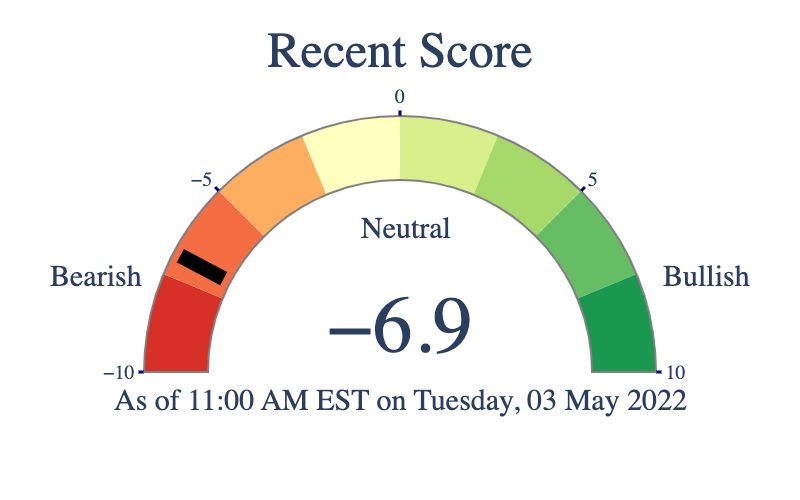 Recent Score
0
−5
5
Neutral
Bearish
Bullish
−6.9
−10
10
As of 11:00 AM EST on Tuesday, 03 May 2022